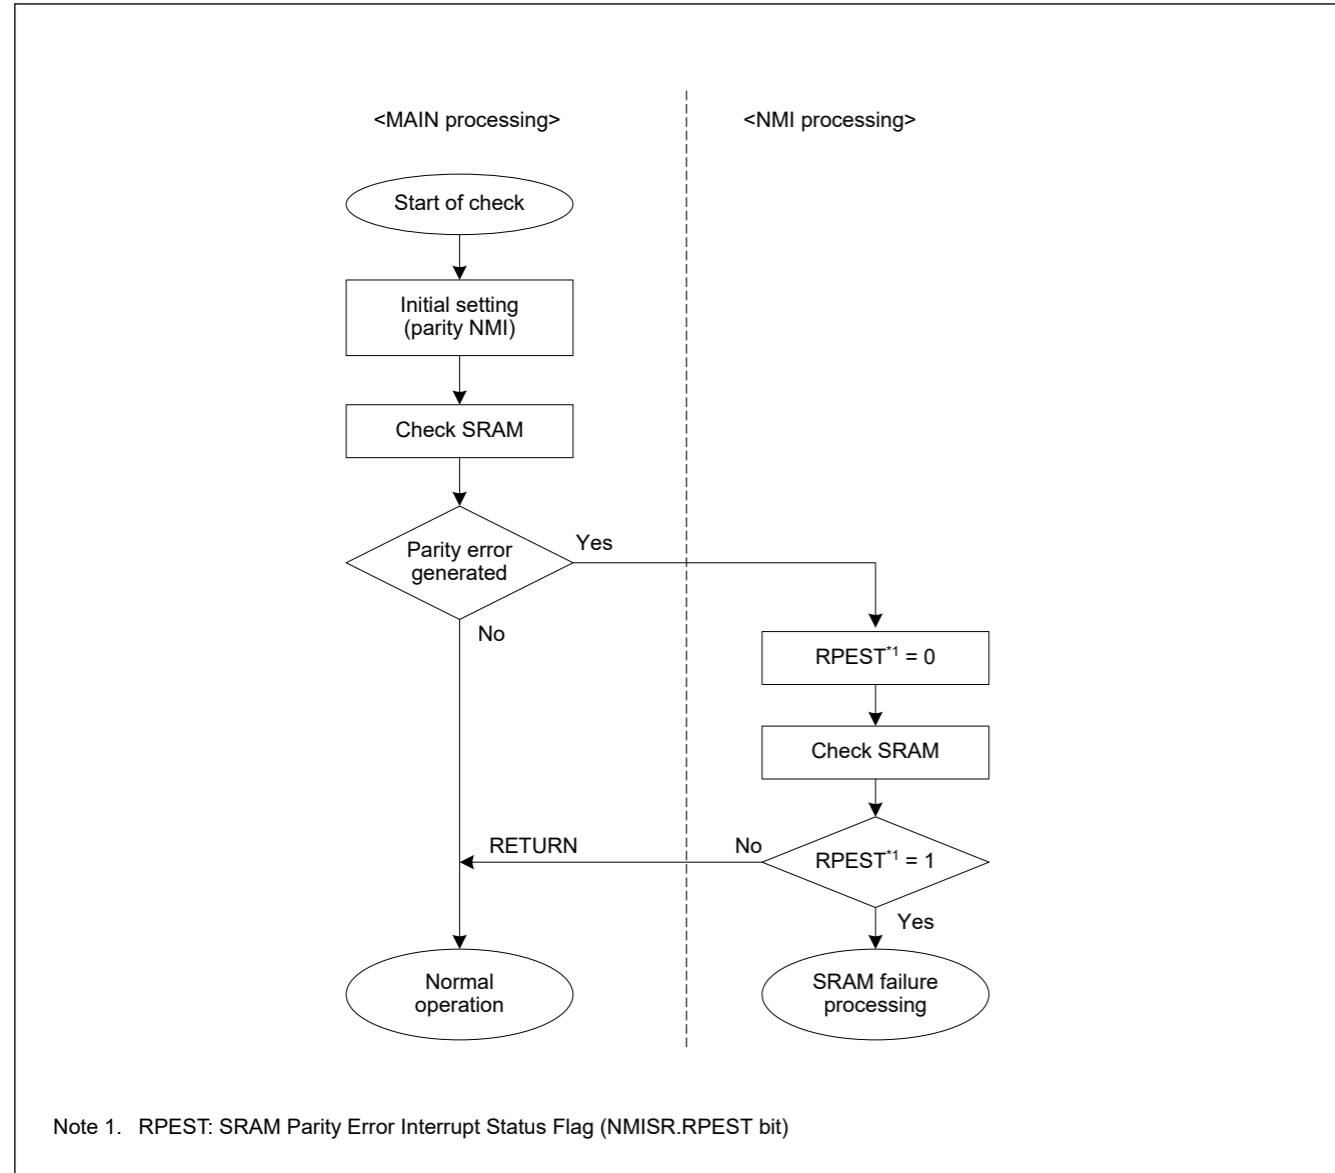 <MAIN processing>
<NMI processing>
Start of check
Initial setting
(parity NMI)
Check SRAM
Parity error
generated
Yes
No
RPEST*1 = 0
Check SRAM
RPEST*1 = 1
No
RETURN
Yes
Normal
operation
SRAM failure
processing
Note 1. RPEST: SRAM Parity Error Interrupt Status Flag (NMISR.RPEST bit)